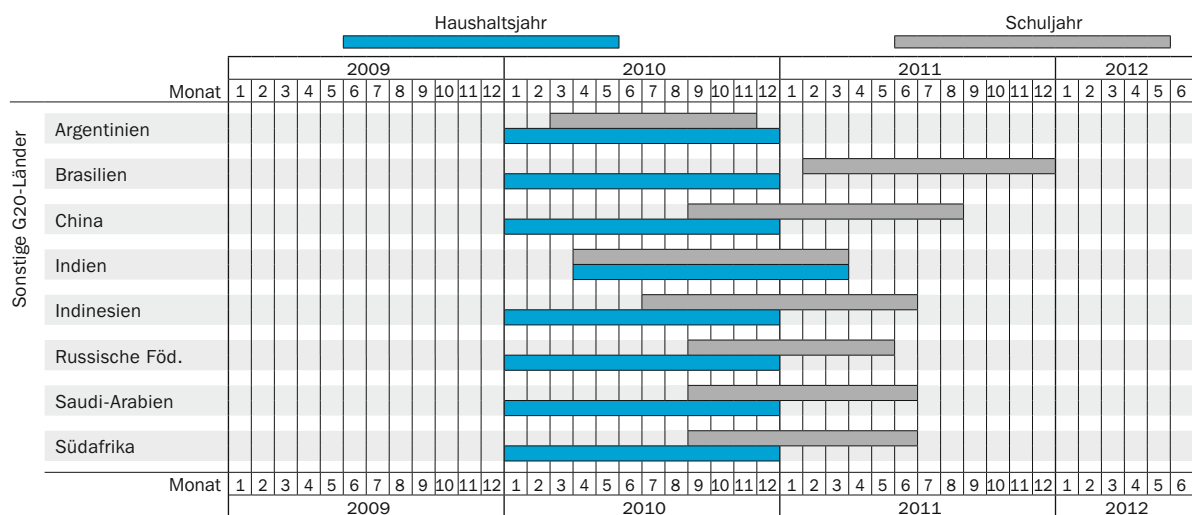 Haushaltsjahr Schuljahr
2009 2010 2011 2012
Monat 1 2 3 4 5 6 7 8 9 10 11 12 1 2 3 4 5 6 7 8 9 10 11 12 1 2 3 4 5 6 7 8 9 10 11 12 1 2 3 4 5 6
Sonstige G20-Länder
Argentinien
Brasilien
China
Indien
Indinesien
Russische Föd.
Saudi-Arabien
Südafrika
Monat 1 2 3 4 5 6 7 8 9 10 11 12 1 2 3 4 5 6 7 8 9 10 11 12 1 2 3 4 5 6 7 8 9 10 11 12 1 2 3 4 5 6
2009 2010 2011 2012